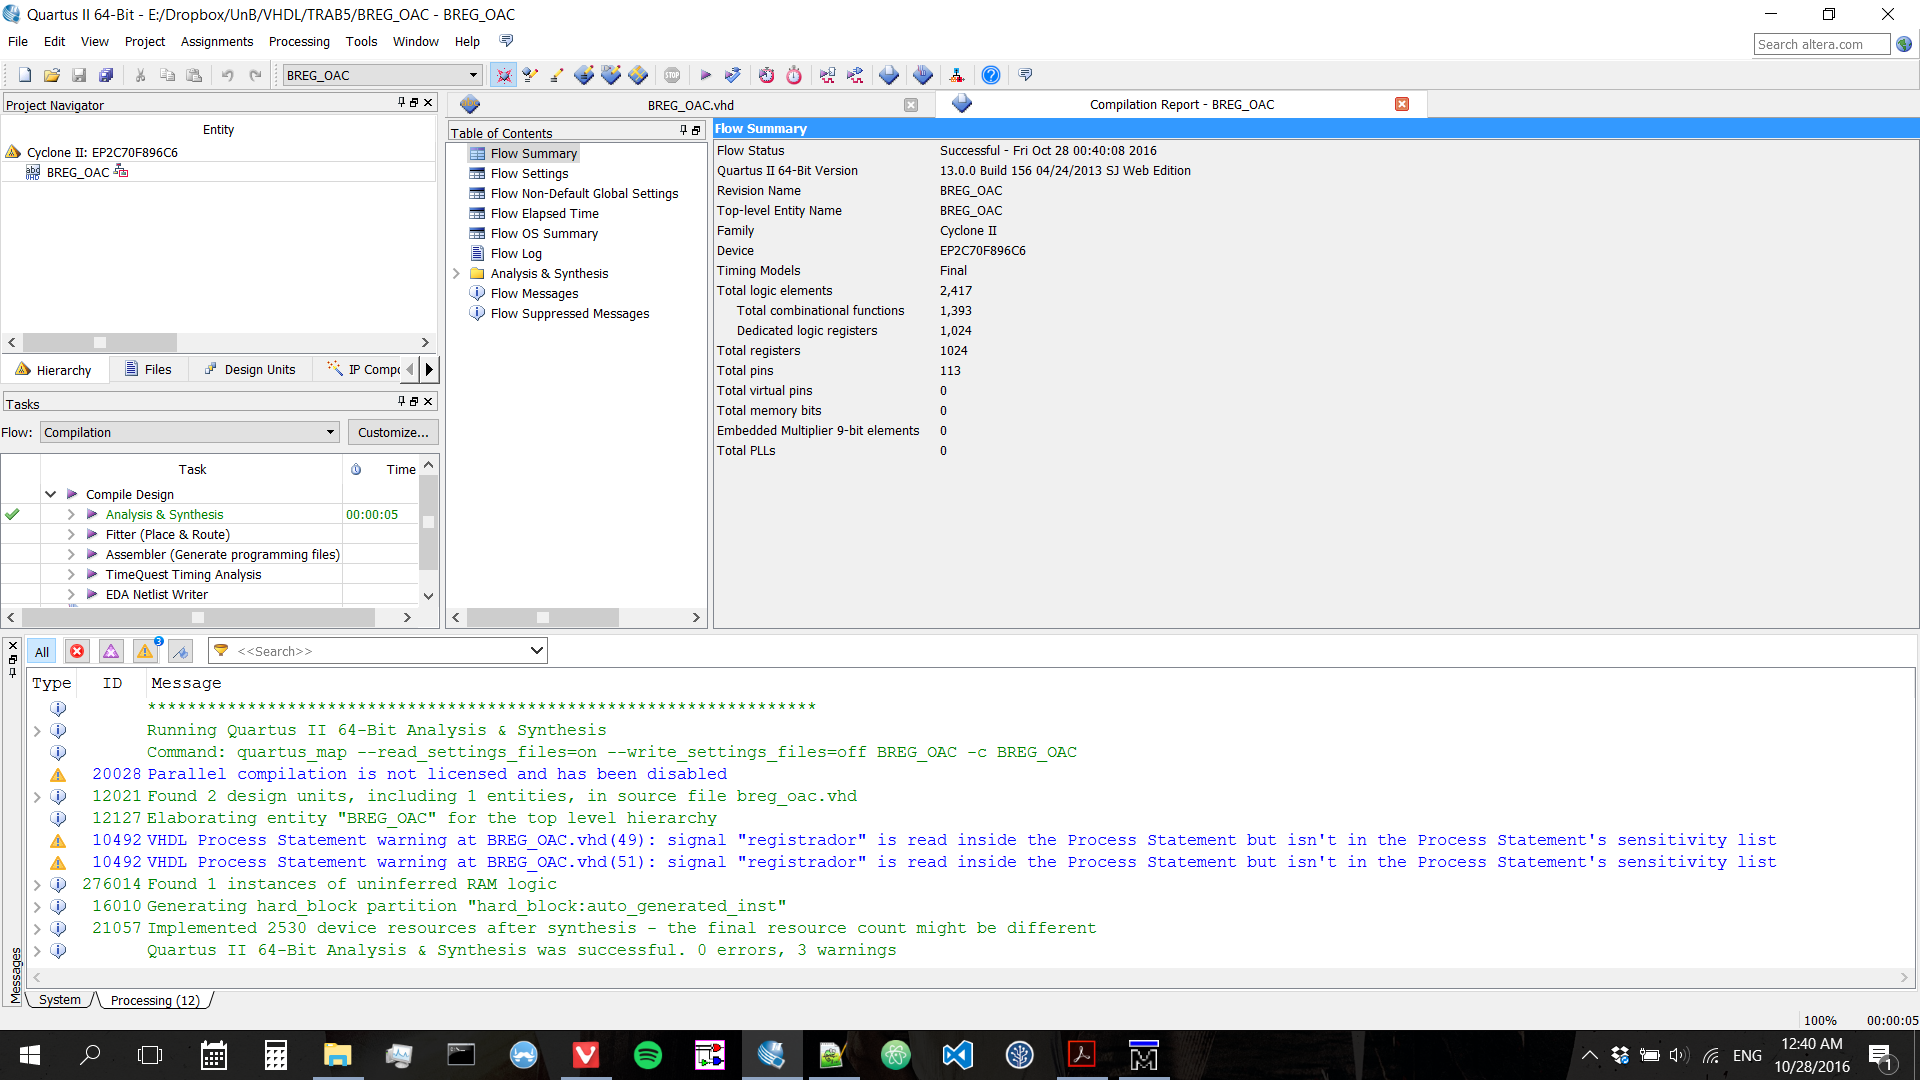 Quartus II 64-Bit - E:/Dropbox/UnB/VHDL/TRAB5/BREG_OAC - BREG_OAC
File Edit View Project Assignments Processing Tools Window Help
Search altera.com
BREG_OAC
STOP
Project Navigator
Entity
Cyclone II: EP2C70F896C6
BREG_OAC
Hierarchy Files Design Units IP Compo
Tasks
Flow: Compilation Customize...
Task Time
Compile Design
Analysis & Synthesis 00:00:05
Fitter (Place & Route)
Assembler (Generate programming files)
TimeQuest Timing Analysis
EDA Netlist Writer
BREG_OAC.vhd
Compilation Report - BREG_OAC
Table of Contents
Flow Summary
Flow Settings
Flow Non-Default Global Settings
Flow Elapsed Time
Flow OS Summary
Flow Log
Analysis & Synthesis
Flow Messages
Flow Suppressed Messages
Flow Summary
Flow Status Successful - Fri Oct 28 00:40:08 2016
Quartus II 64-Bit Version 13.0.0 Build 156 04/24/2013 SJ Web Edition
Revision Name BREG_OAC
Top-level Entity Name BREG_OAC
Family Cyclone II
Device EP2C70F896C6
Timing Models Final
Total logic elements 2,417
Total combinational functions 1,393
Dedicated logic registers 1,024
Total registers 1024
Total pins 113
Total virtual pins 0
Total memory bits 0
Embedded Multiplier 9-bit elements 0
Total PLLs 0
All 3 <<Search>>
Type ID Message
*******************************************************************
Running Quartus II 64-Bit Analysis & Synthesis
Command: quartus_map --read_settings_files=on --write_settings_files=off BREG_OAC -c BREG_OAC
20028 Parallel compilation is not licensed and has been disabled
12021 Found 2 design units, including 1 entities, in source file breg_oac.vhd
12127 Elaborating entity "BREG_OAC" for the top level hierarchy
10492 VHDL Process Statement warning at BREG_OAC.vhd(49): signal "registrador" is read inside the Process Statement but isn't in the Process Statement's sensitivity list
10492 VHDL Process Statement warning at BREG_OAC.vhd(51): signal "registrador" is read inside the Process Statement but isn't in the Process Statement's sensitivity list
276014 Found 1 instances of uninferred RAM logic
16010 Generating hard_block partition "hard_block:auto_generated_inst"
21057 Implemented 2530 device resources after synthesis - the final resource count might be different
Quartus II 64-Bit Analysis & Synthesis was successful. 0 errors, 3 warnings
Messages
System Processing (12)
100% 00:00:05
ENG
12:40 AM
10/28/2016
1